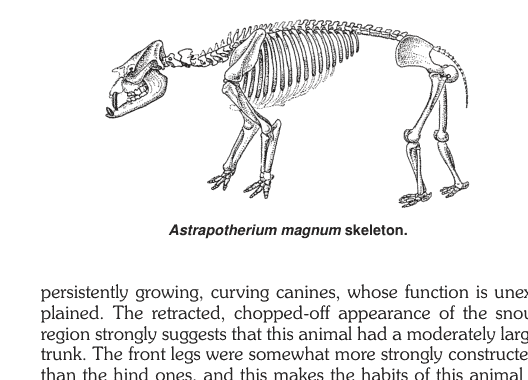 Astrapotherium magnum skeleton.
persistently growing, curving canines, whose function is unex
plained. The retracted, chopped-off appearance of the snou
region strongly suggests that this animal had a moderately larg
trunk. The front legs were somewhat more strongly constructe
than the hind ones, and this makes the habits of this animal